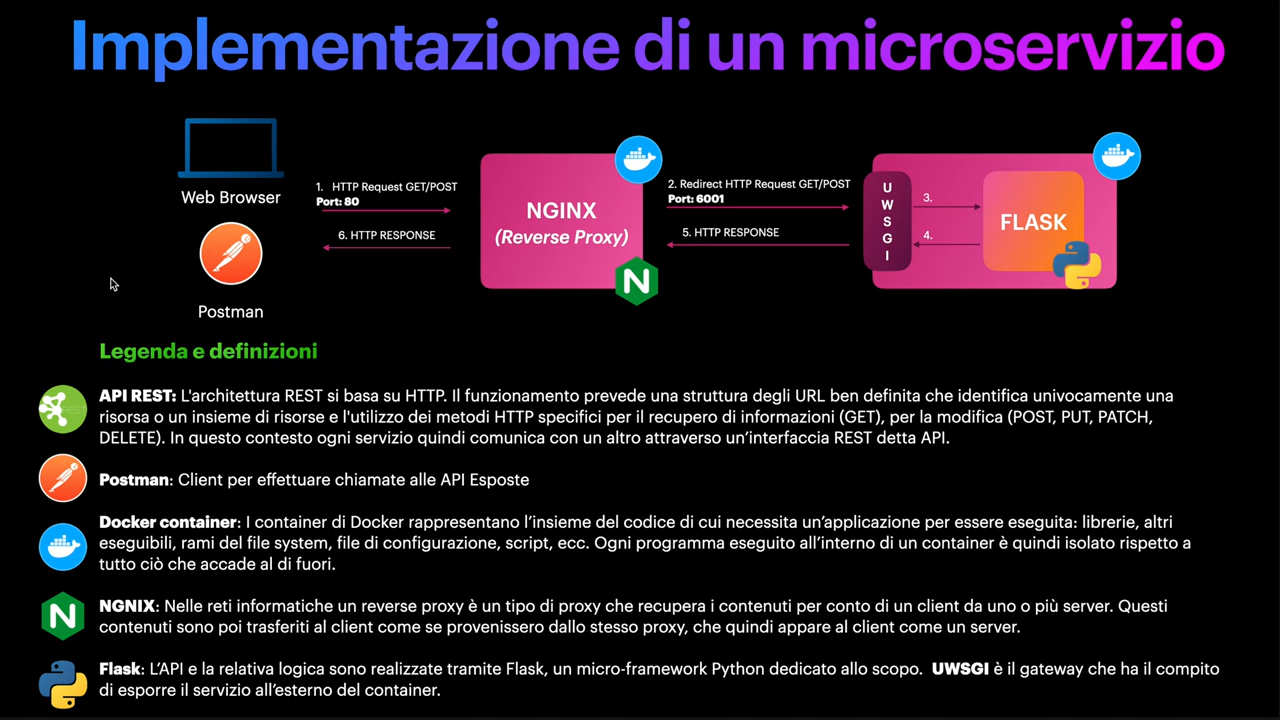 Implementazione di un microservizio
Web Browser
Postman
1. HTTP Request GET/POST
Port: 80
6. HTTP RESPONSE
NGINX
(Reverse Proxy)
N
2. Redirect HTTP Request GET/POST
Port: 6001
5. HTTP RESPONSE
U
W
S
G
I
3.
4.
FLASK
Legenda e definizioni
REST
API REST: L'architettura REST si basa su HTTP. Il funzionamento prevede una struttura degli URL ben definita che identifica univocamente una
risorsa o un insieme di risorse e l'utilizzo dei metodi HTTP specifici per il recupero di informazioni (GET), per la modifica (POST, PUT, PATCH,
DELETE). In questo contesto ogni servizio quindi comunica con un altro attraverso un'interfaccia REST detta API.
Postman: Client per effettuare chiamate alle API Esposte
Docker container: I container di Docker rappresentano l'insieme del codice di cui necessita un'applicazione per essere eseguita: librerie, altri
eseguibili, rami del file system, file di configurazione, script, ecc. Ogni programma eseguito all'interno di un container è quindi isolato rispetto a
tutto ciò che accade al di fuori.
N
NGNIX: Nelle reti informatiche un reverse proxy è un tipo di proxy che recupera i contenuti per conto di un client da uno o più server. Questi
contenuti sono poi trasferiti al client come se provenissero dallo stesso proxy, che quindi appare al client come un server.
Flask: L'API e la relativa logica sono realizzate tramite Flask, un micro-framework Python dedicato allo scopo. UWSGI è il gateway che ha il compito
di esporre il servizio all'esterno del container.